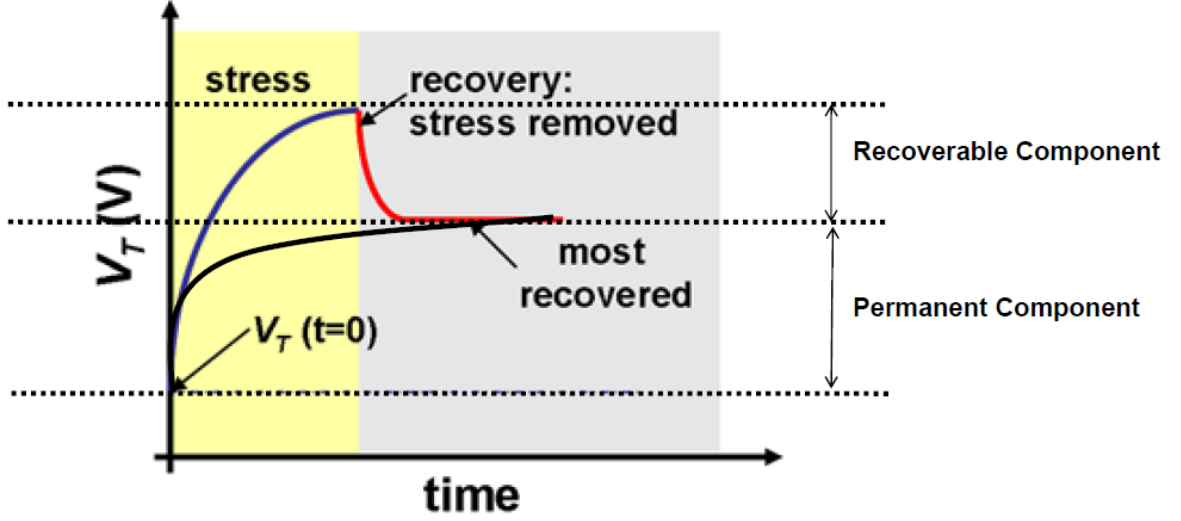 stress
recovery:
stress removed
Recoverable Component
V_T (V)
most
recovered
Permanent Component
V_T (t=0)
time